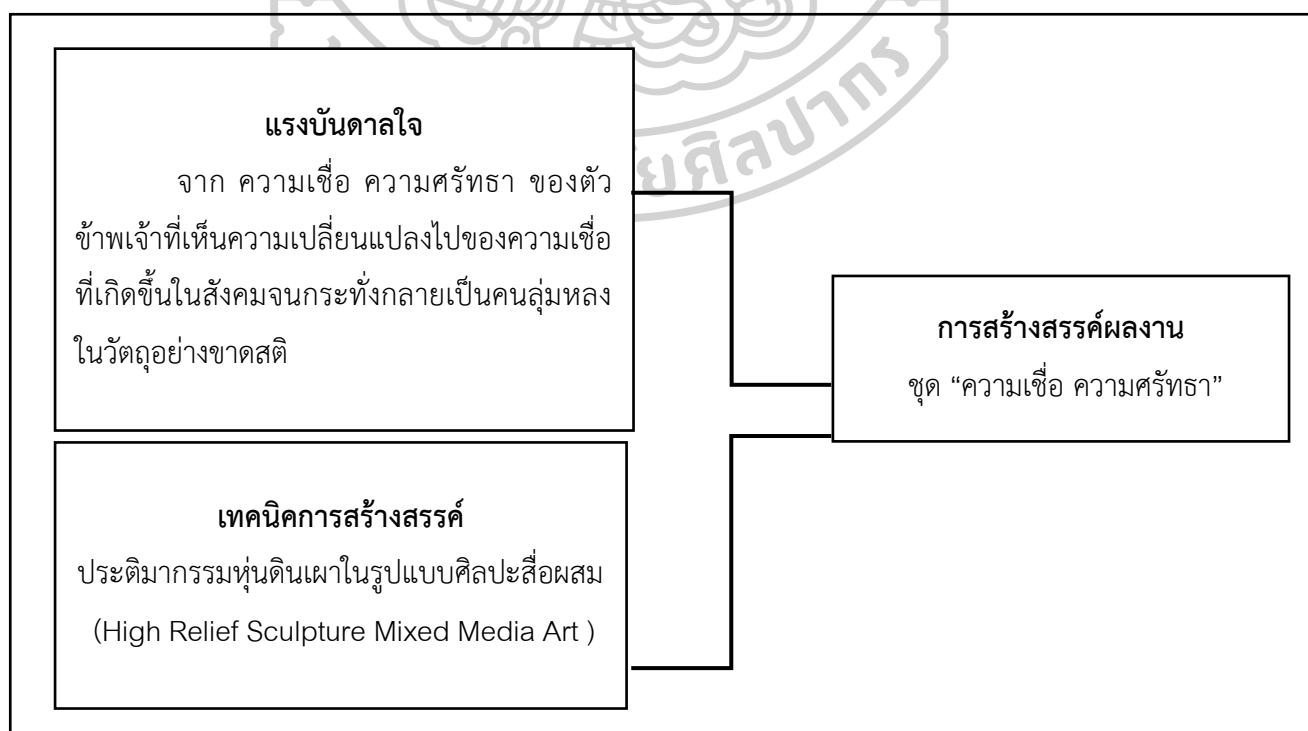 แรงบันดาลใจ
จาก ความเชื่อ ความศรัทธา ของตัว
ข้าพเจ้าที่เห็นความเปลี่ยนแปลงไปของความเชื่อ
ที่เกิดขึ้นในสังคมจนกระทั่งกลายเป็นคนลุ่มหลง
ในวัตถุอย่างขาดสติ
เทคนิคการสร้างสรรค์
ประติมากรรมหุ่นดินเผาในรูปแบบศิลปะสื่อผสม
(High Relief Sculpture Mixed Media Art )
การสร้างสรรค์ผลงาน
ชุด “ความเชื่อ ความศรัทธา”
ยศิลปากร